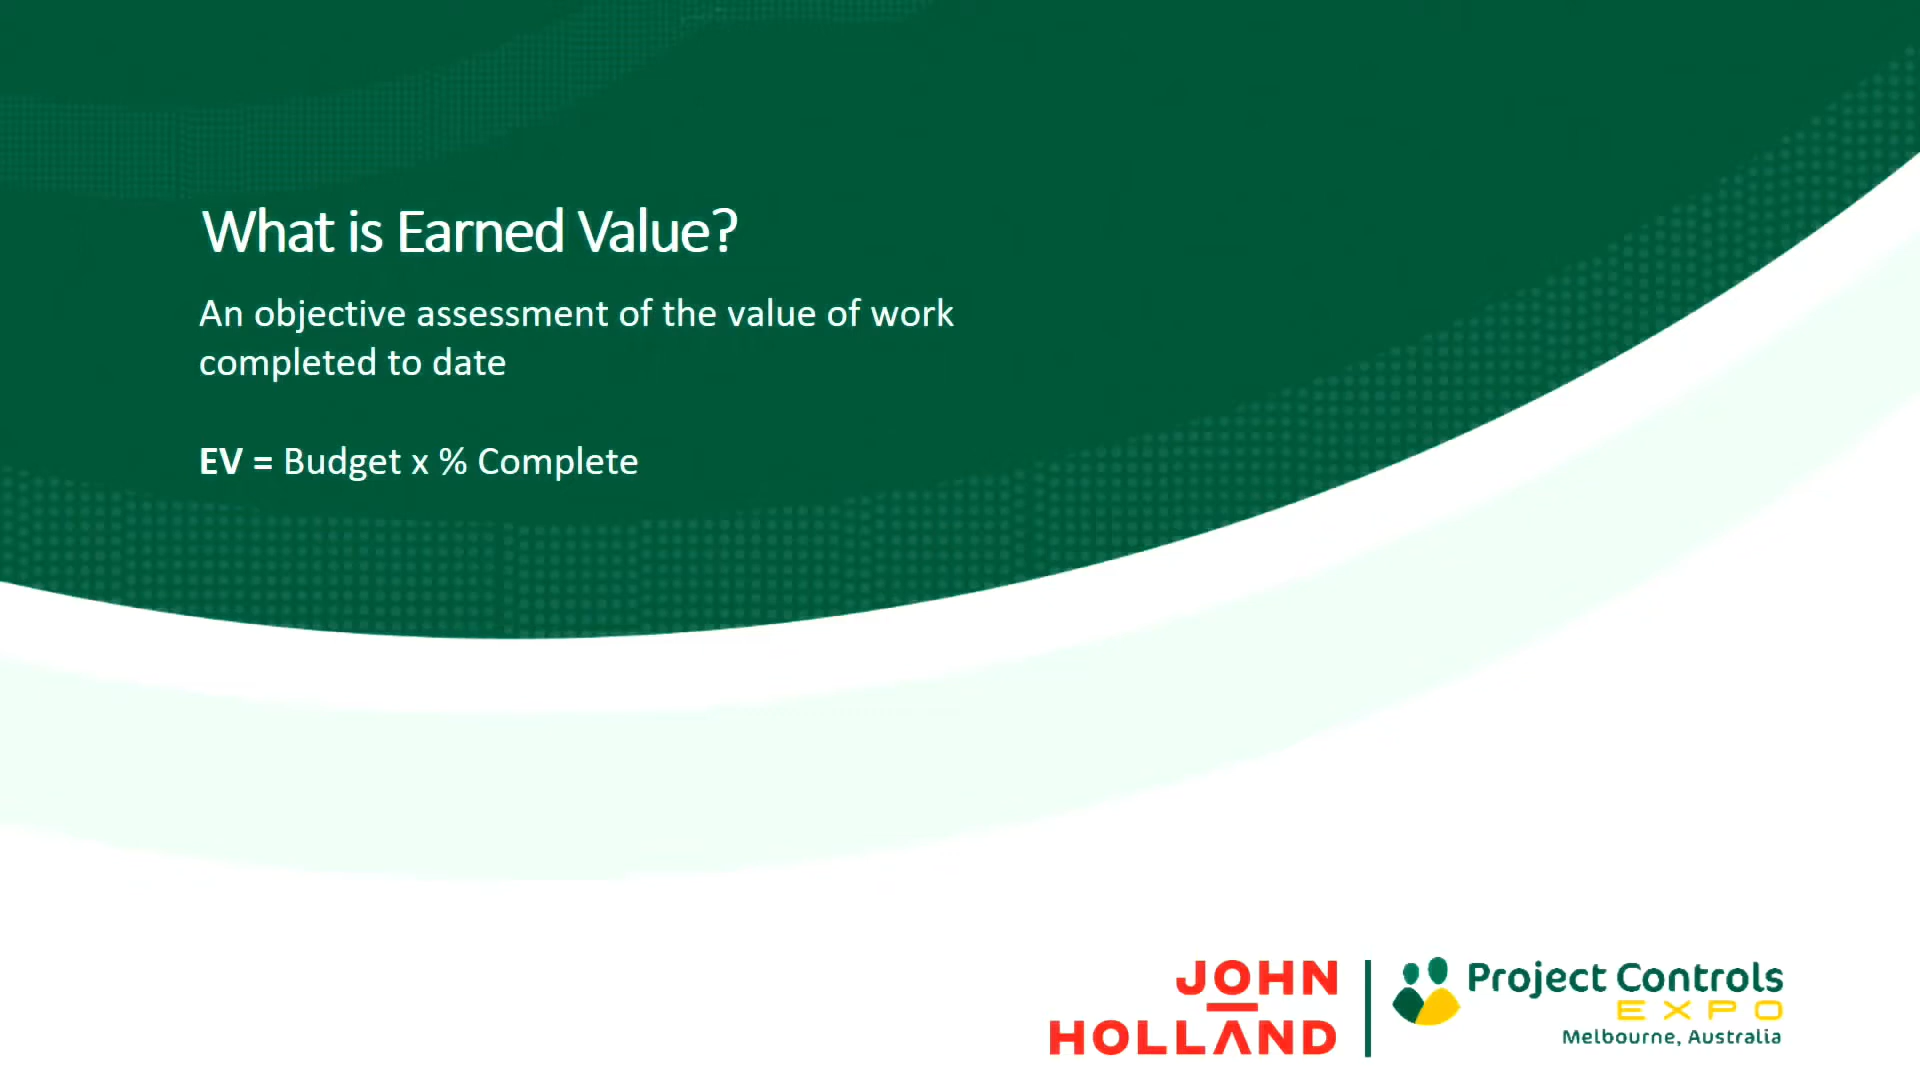 What is Earned Value?
An objective assessment of the value of work
completed to date
EV = Budget x % Complete
JOHN
HOLLAND
Project Controls
EXPO
Melbourne, Australia